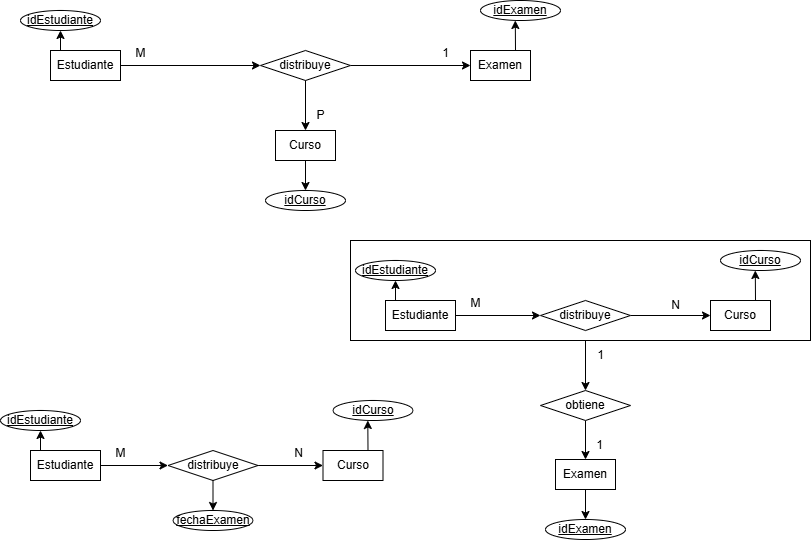 idEstudiante
idExamen
Estudiante
M
distribuye
1
Examen
P
Curso
idCurso
idEstudiante
idCurso
Estudiante
M
distribuye
N
Curso
1
obtiene
1
Examen
idExamen
idEstudiante
idCurso
Estudiante
M
distribuye
N
Curso
fechaExamen